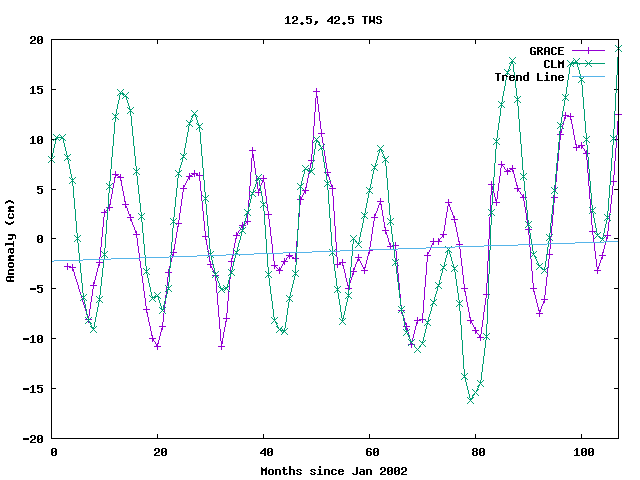 12.5, 42.5 TWS
GRACE
CLM
Trend Line
20
15
10
5
0
-5
-10
-15
-20
Anomaly (cm)
0 20 40 60 80 100
Months since Jan 2002